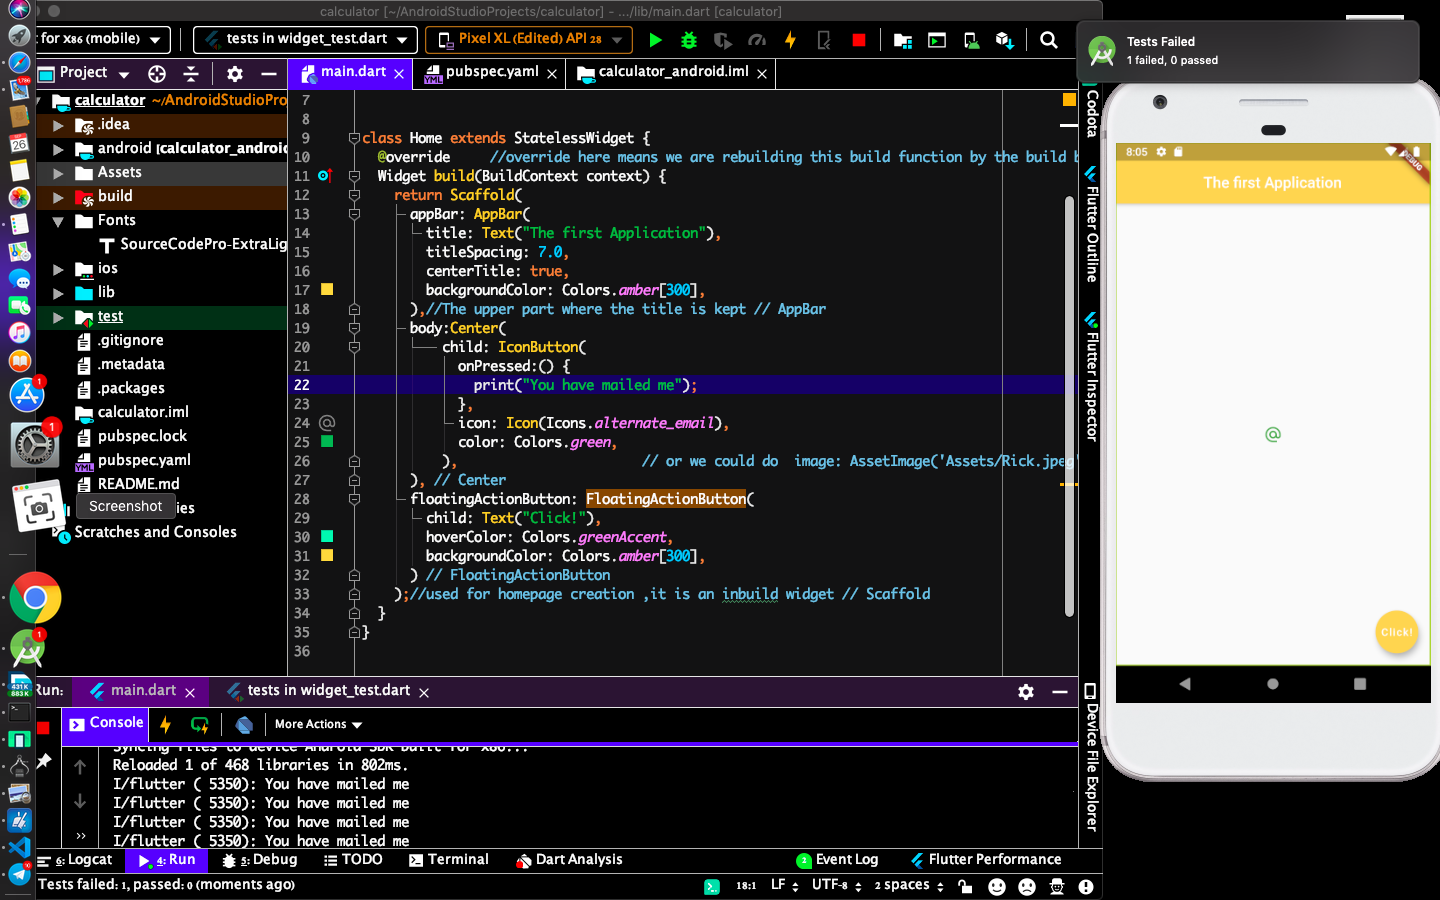 calculator [~/AndroidStudioProjects/calculator] - .../lib/main.dart [calculator]
t for x86 (mobile)
tests in widget_test.dart
Pixel XL (Edited) API 28
Tests Failed
1 failed, 0 passed
Project
main.dart
pubspec.yaml
calculator_android.iml
calculator ~/AndroidStudioPro
.idea
android [calculator_androi
Assets
build
Fonts
SourceCodePro-ExtraLig
ios
lib
test
.gitignore
.metadata
.packages
calculator.iml
pubspec.lock
pubspec.yaml
README.md
Screenshot
ies
Scratches and Consoles
7
8
9 class Home extends StatelessWidget {
10 @override //override here means we are rebuilding this build function by the build b
11 Widget build(BuildContext context) {
12 return Scaffold(
13 appBar: AppBar(
14 title: Text("The first Application"),
15 titleSpacing: 7.0,
16 centerTitle: true,
17 backgroundColor: Colors.amber[300],
18 ),//The upper part where the title is kept // AppBar
19 body:Center(
20 child: IconButton(
21 onPressed:() {
22 print("You have mailed me");
23 },
24 icon: Icon(Icons.alternate_email),
25 color: Colors.green,
26 ), // or we could do image: AssetImage('Assets/Rick.jpeg'
27 ), // Center
28 floatingActionButton: FloatingActionButton(
29 child: Text("Click!"),
30 hoverColor: Colors.greenAccent,
31 backgroundColor: Colors.amber[300],
32 ) // FloatingActionButton
33 );//used for homepage creation ,it is an inbuild widget // Scaffold
34 }
35 }
36
Codota
Flutter Outline
Flutter Inspector
Device File Explorer
8:05
DEBUG
The first Application
@
Click!
Run:
main.dart
tests in widget_test.dart
Console
More Actions
Syncing files to device Android SDK built for x86...
Reloaded 1 of 468 libraries in 802ms.
I/flutter ( 5350): You have mailed me
I/flutter ( 5350): You have mailed me
I/flutter ( 5350): You have mailed me
I/flutter ( 5350): You have mailed me
6: Logcat
4: Run
5: Debug
TODO
Terminal
Dart Analysis
2 Event Log
Flutter Performance
Tests failed: 1, passed: 0 (moments ago)
18:1 LF UTF-8 2 spaces